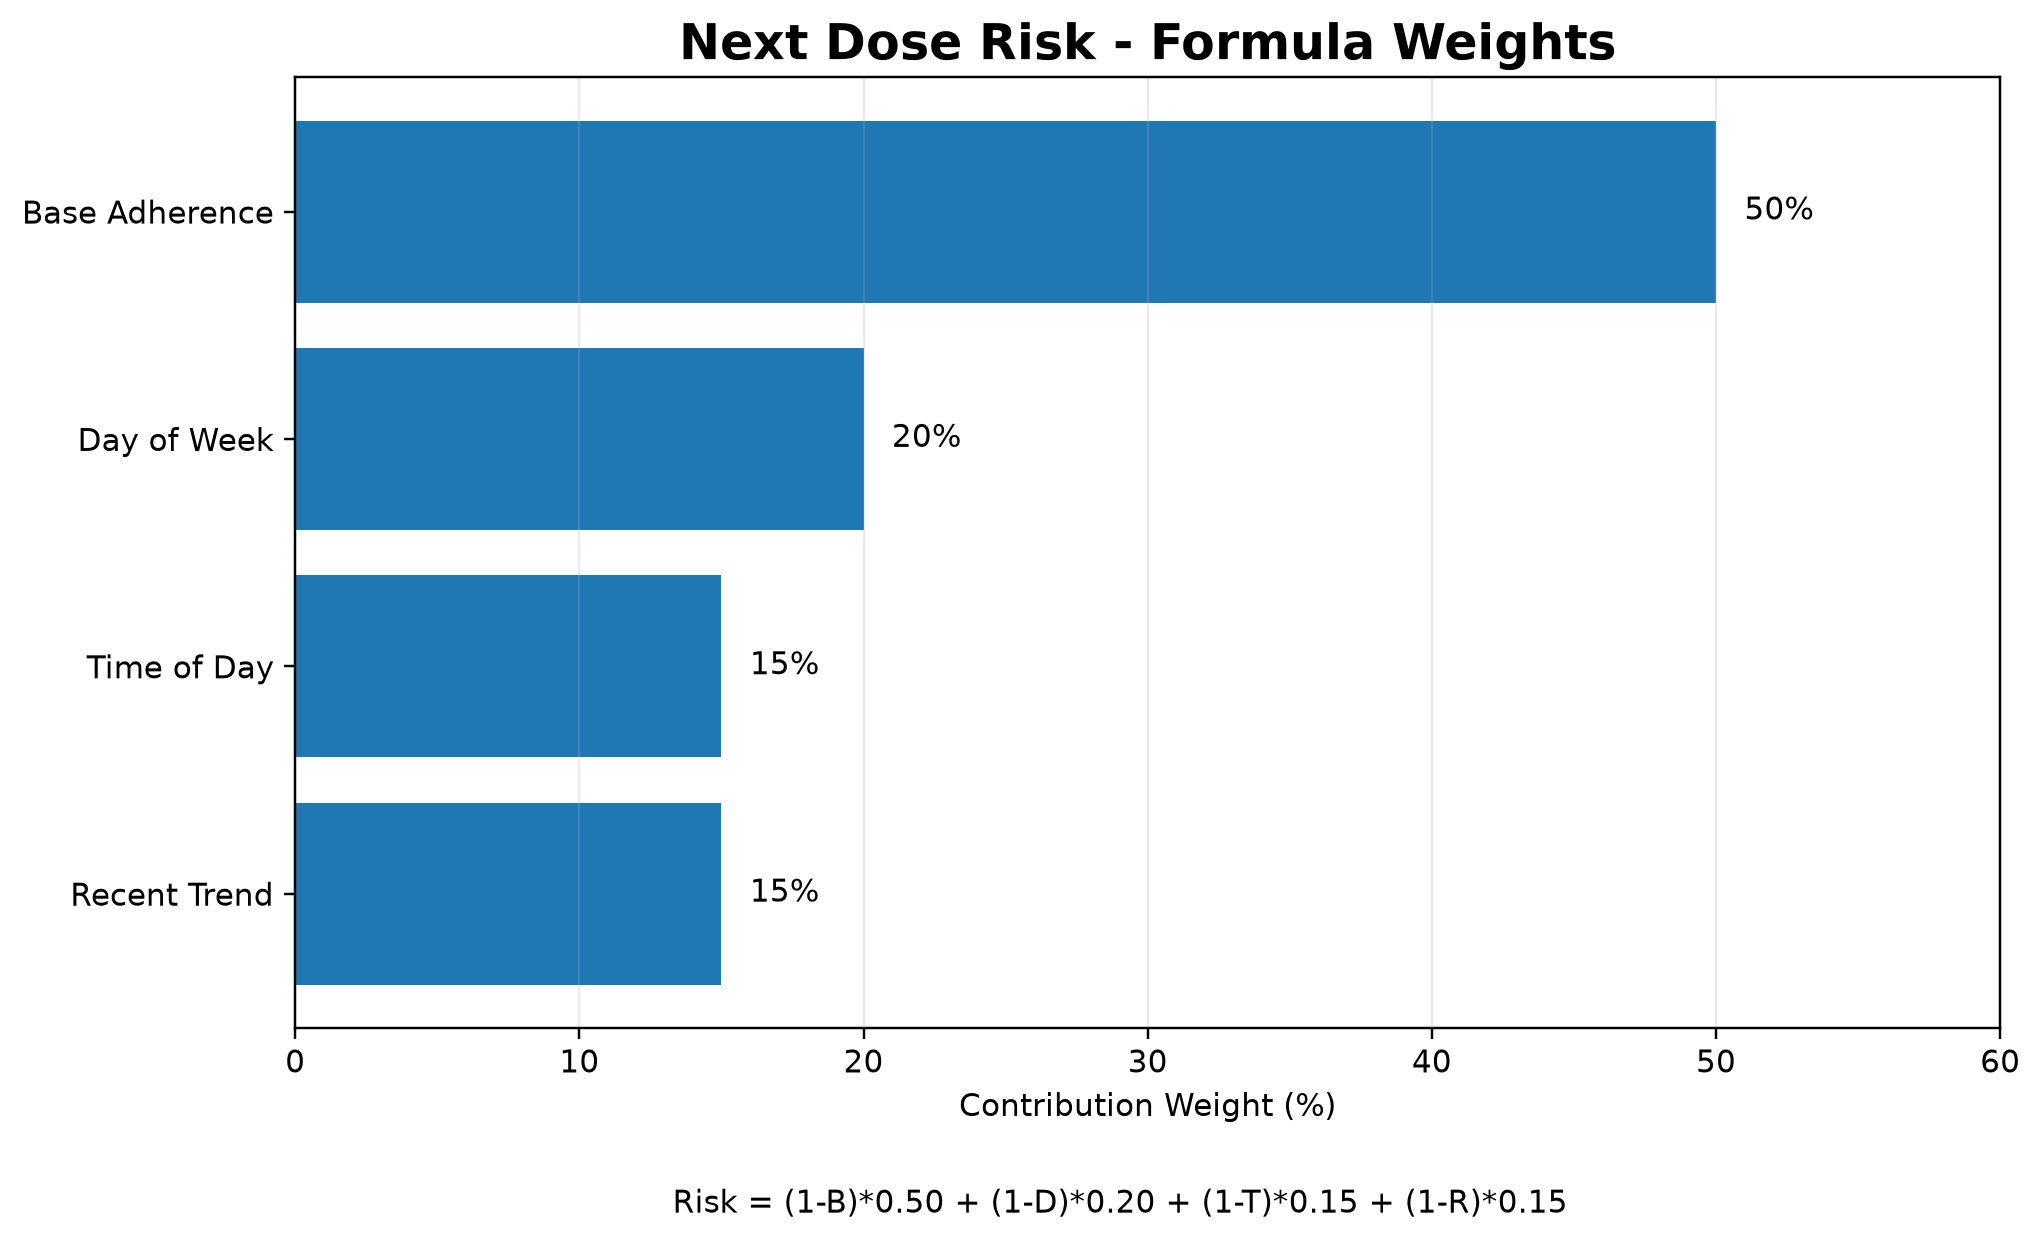 Next Dose Risk - Formula Weights
Base Adherence
50%
Day of Week
20%
Time of Day
15%
Recent Trend
15%
0 10 20 30 40 50 60
Contribution Weight (%)
Risk = (1-B)*0.50 + (1-D)*0.20 + (1-T)*0.15 + (1-R)*0.15